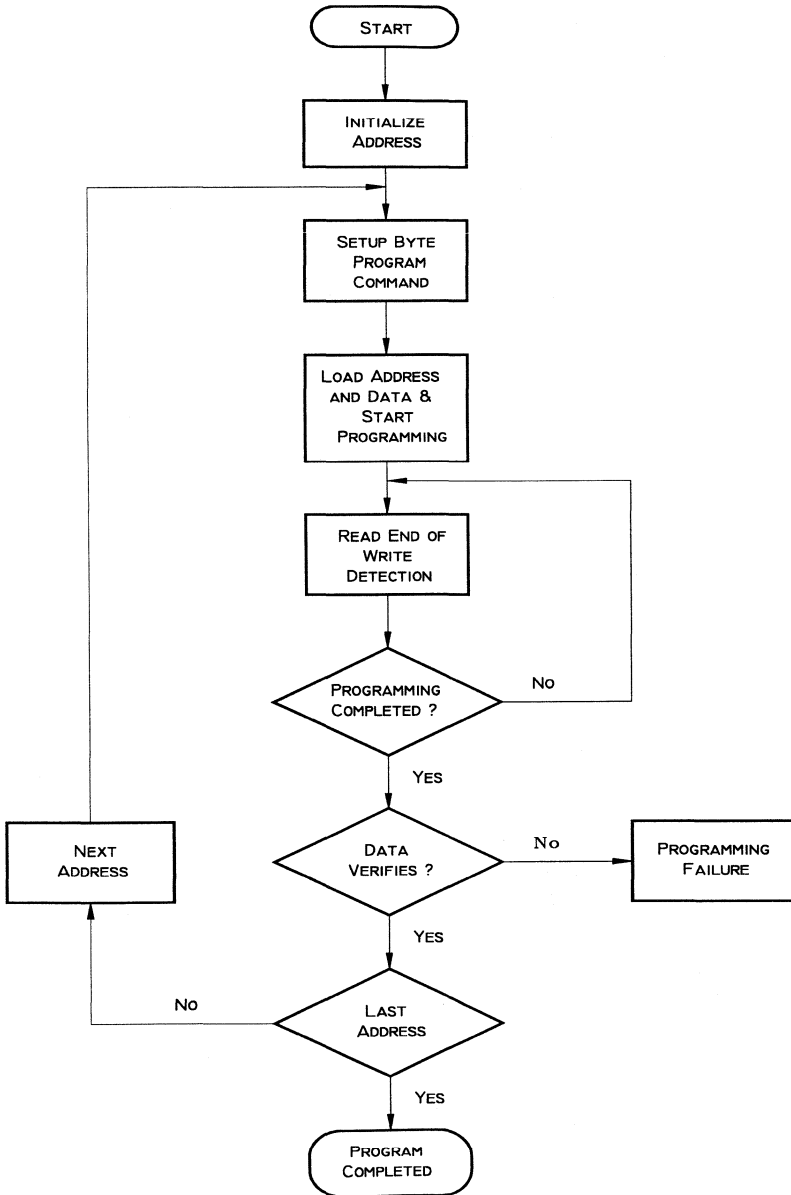 START
INITIALIZE
ADDRESS
SETUP BYTE
PROGRAM
COMMAND
LOAD ADDRESS
AND DATA &
START
PROGRAMMING
READ END OF
WRITE
DETECTION
PROGRAMMING
COMPLETED ?
NO
YES
NEXT
ADDRESS
DATA
VERIFIES ?
No
PROGRAMMING
FAILURE
YES
LAST
ADDRESS
NO
YES
PROGRAM
COMPLETED